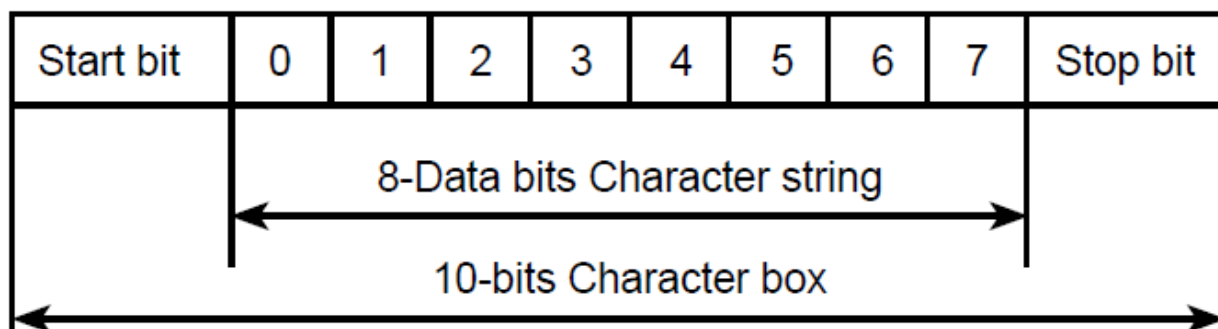 Start bit 0 1 2 3 4 5 6 7 Stop bit
8-Data bits Character string
10-bits Character box